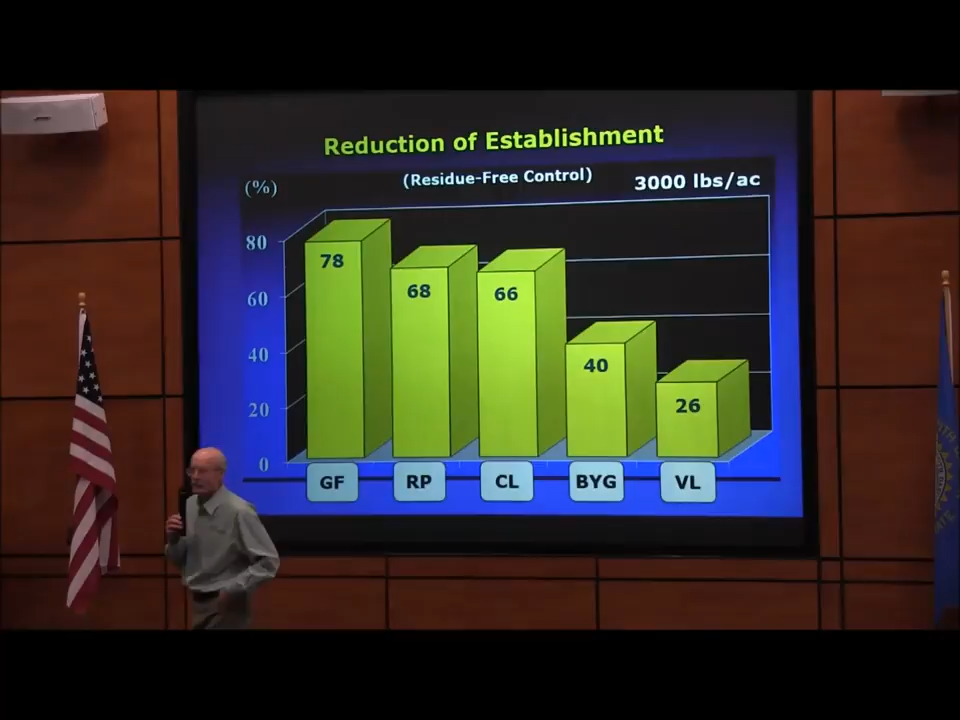 Reduction of Establishment
(%)
(Residue-Free Control)
3000 lbs/ac
80
60
40
20
0
78
68
66
40
26
GF
RP
CL
BYG
VL